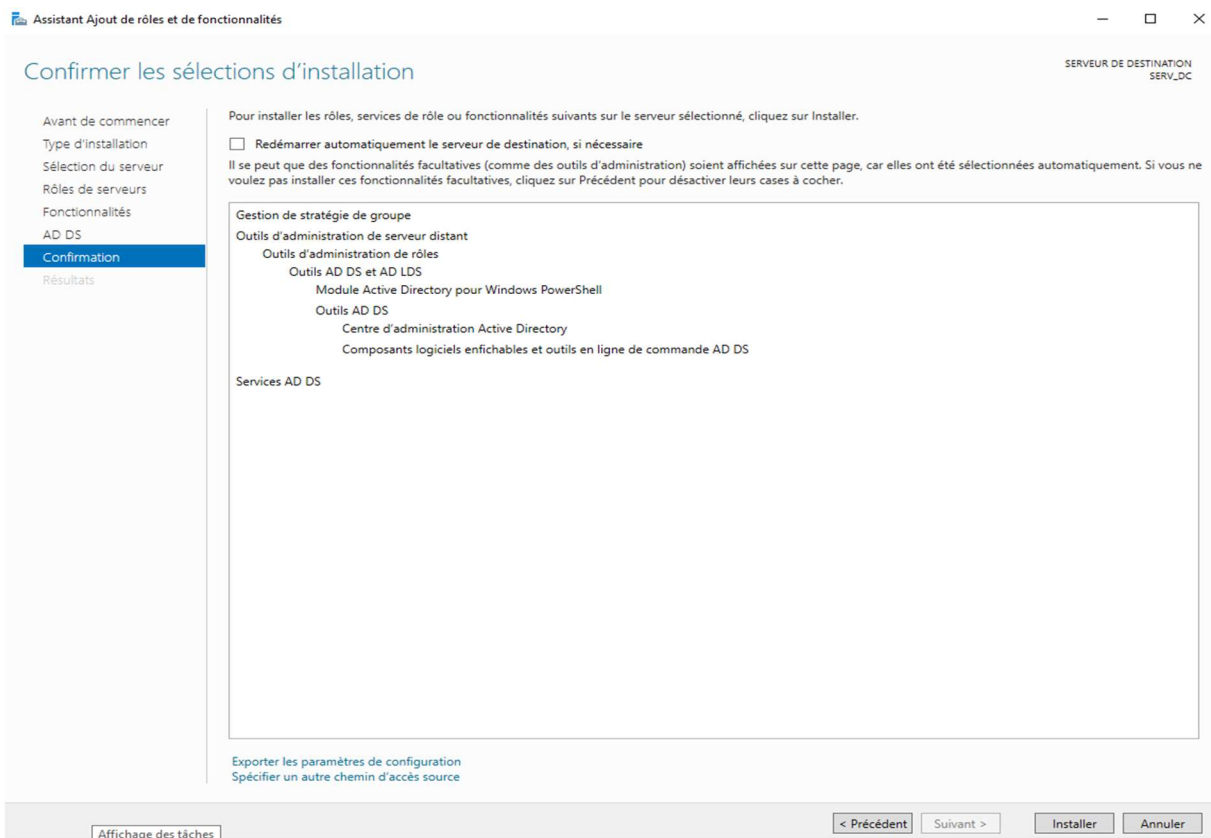 Assistant Ajout de rôles et de fonctionnalités
Confirmer les sélections d'installation
SERVEUR DE DESTINATION
SERV_DC
Avant de commencer
Type d'installation
Sélection du serveur
Rôles de serveurs
Fonctionnalités
AD DS
Confirmation
Résultats
Pour installer les rôles, services de rôle ou fonctionnalités suivants sur le serveur sélectionné, cliquez sur Installer.
Redémarrer automatiquement le serveur de destination, si nécessaire
Il se peut que des fonctionnalités facultatives (comme des outils d'administration) soient affichées sur cette page, car elles ont été sélectionnées automatiquement. Si vous ne
voulez pas installer ces fonctionnalités facultatives, cliquez sur Précédent pour désactiver leurs cases à cocher.
Gestion de stratégie de groupe
Outils d'administration de serveur distant
Outils d'administration de rôles
Outils AD DS et AD LDS
Module Active Directory pour Windows PowerShell
Outils AD DS
Centre d'administration Active Directory
Composants logiciels enfichables et outils en ligne de commande AD DS
Services AD DS
Exporter les paramètres de configuration
Spécifier un autre chemin d'accès source
< Précédent
Suivant >
Installer
Annuler
Affichage des tâches